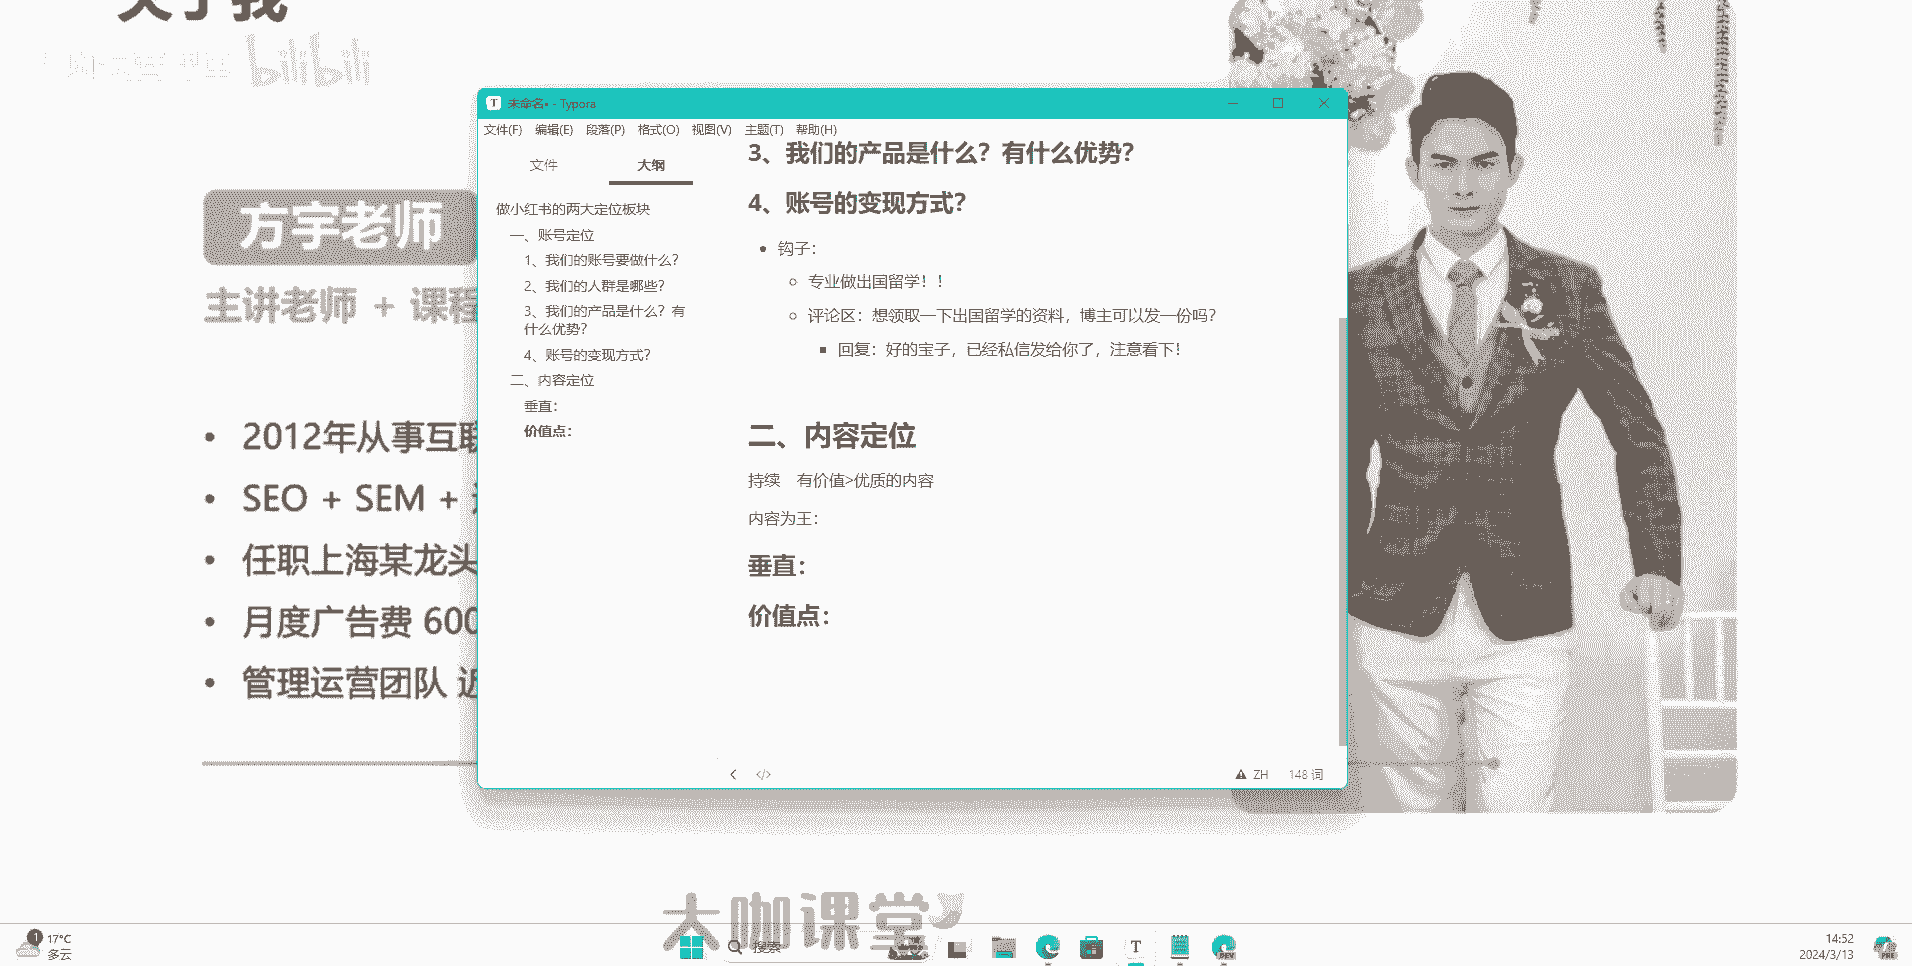 关于我
bilibili
方宇老师
主讲老师 + 课程
2012年从事互联
SEO + SEM +
任职上海某龙头
月度广告费 600
管理运营团队 近
未命名• - Typora
文件(F) 编辑(E) 段落(P) 格式(O) 视图(V) 主题(T) 帮助(H)
文件 大纲
做小红书的两大定位板块
一、账号定位
1、我们的账号要做什么？
2、我们的人群是哪些？
3、我们的产品是什么？有
什么优势？
4、账号的变现方式？
二、内容定位
垂直：
价值点：
3、我们的产品是什么？有什么优势？
4、账号的变现方式？
钩子：
专业做出国留学！！
评论区：想领取一下出国留学的资料，博主可以发一份吗？
回复：好的宝子，已经私信发给你了，注意看下！
二、内容定位
持续 有价值>优质的内容
内容为王：
垂直：
价值点：
ZH 148 词
大咖课堂
1
17°C
多云
搜索
T
DEV
14:52
2024/3/13
PRE